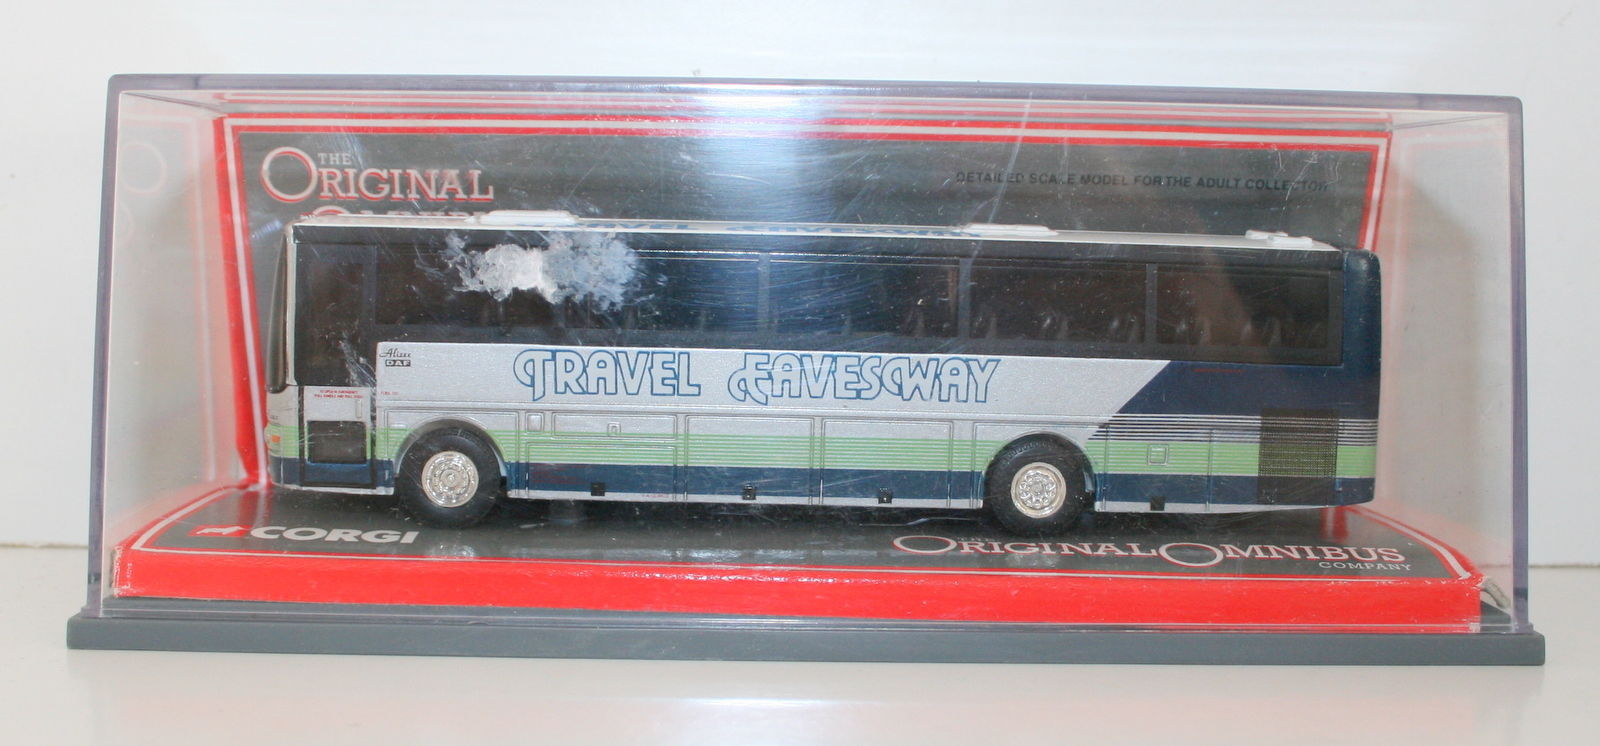 THE
ORIGINAL
DETAILED SCALE MODEL FOR THE ADULT COLLECTOR
Alizee
DAF
TRAVEL EAVESWAY
CORGI
ORIGINAL OMNIBUS
COMPANY